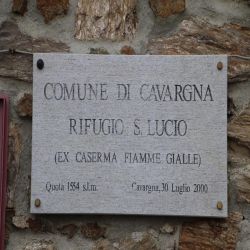 COMUNE DI CAVARGNA
RIFUGIO S. LUCIO
(EX CASERMA FIAMME GIALLE)
Quota 1554 s.l.m. Cavargna, 30 Luglio 2000